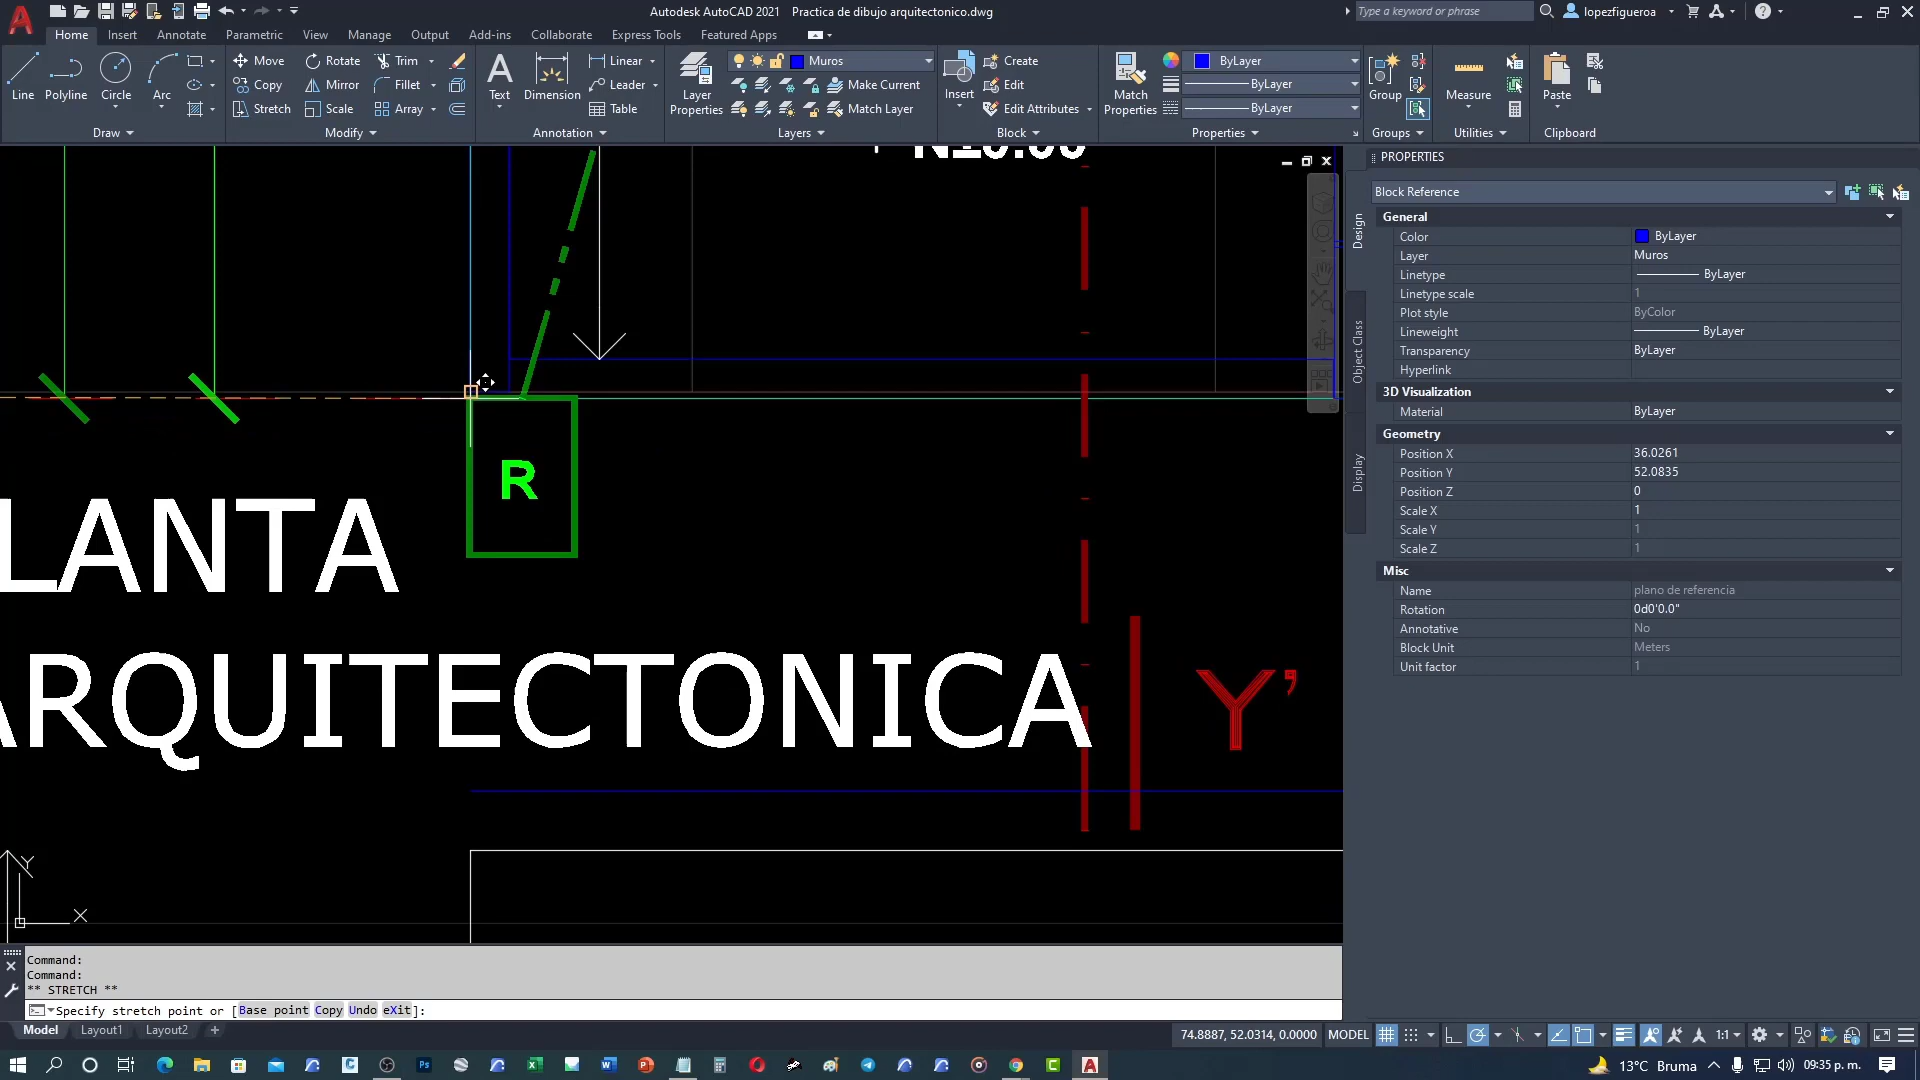 Autodesk AutoCAD 2021 Practica de dibujo arquitectonico.dwg
Type a keyword or phrase
lopezfigueroa
Home Insert Annotate Parametric View Manage Output Add-ins Collaborate Express Tools Featured Apps
Line Polyline Circle Arc
Draw
Move Rotate Trim
Copy Mirror Fillet
Stretch Scale Array
Modify
Text Dimension
Linear
Leader
Table
Annotation
Layer Properties
Muros
Make Current
Match Layer
Layers
Insert
Create
Edit
Edit Attributes
Block
Match Properties
ByLayer
ByLayer
ByLayer
Properties
Group
Groups
Measure
Utilities
Paste
Clipboard
N±0.00
R
LANTA
ARQUITECTONICA
Y’
Y
X
PROPERTIES
Block Reference
Design
Object Class
Display
General
Color ByLayer
Layer Muros
Linetype ByLayer
Linetype scale 1
Plot style ByColor
Lineweight ByLayer
Transparency ByLayer
Hyperlink
3D Visualization
Material ByLayer
Geometry
Position X 36.0261
Position Y 52.0835
Position Z 0
Scale X 1
Scale Y 1
Scale Z 1
Misc
Name plano de referencia
Rotation 0d0'0.0"
Annotative No
Block Unit Meters
Unit factor 1
Command:
Command:
** STRETCH **
Specify stretch point or [Base point Copy Undo eXit]:
Model Layout1 Layout2 +
74.8887, 52.0314, 0.0000 MODEL 1:1
13°C Bruma 09:35 p. m.